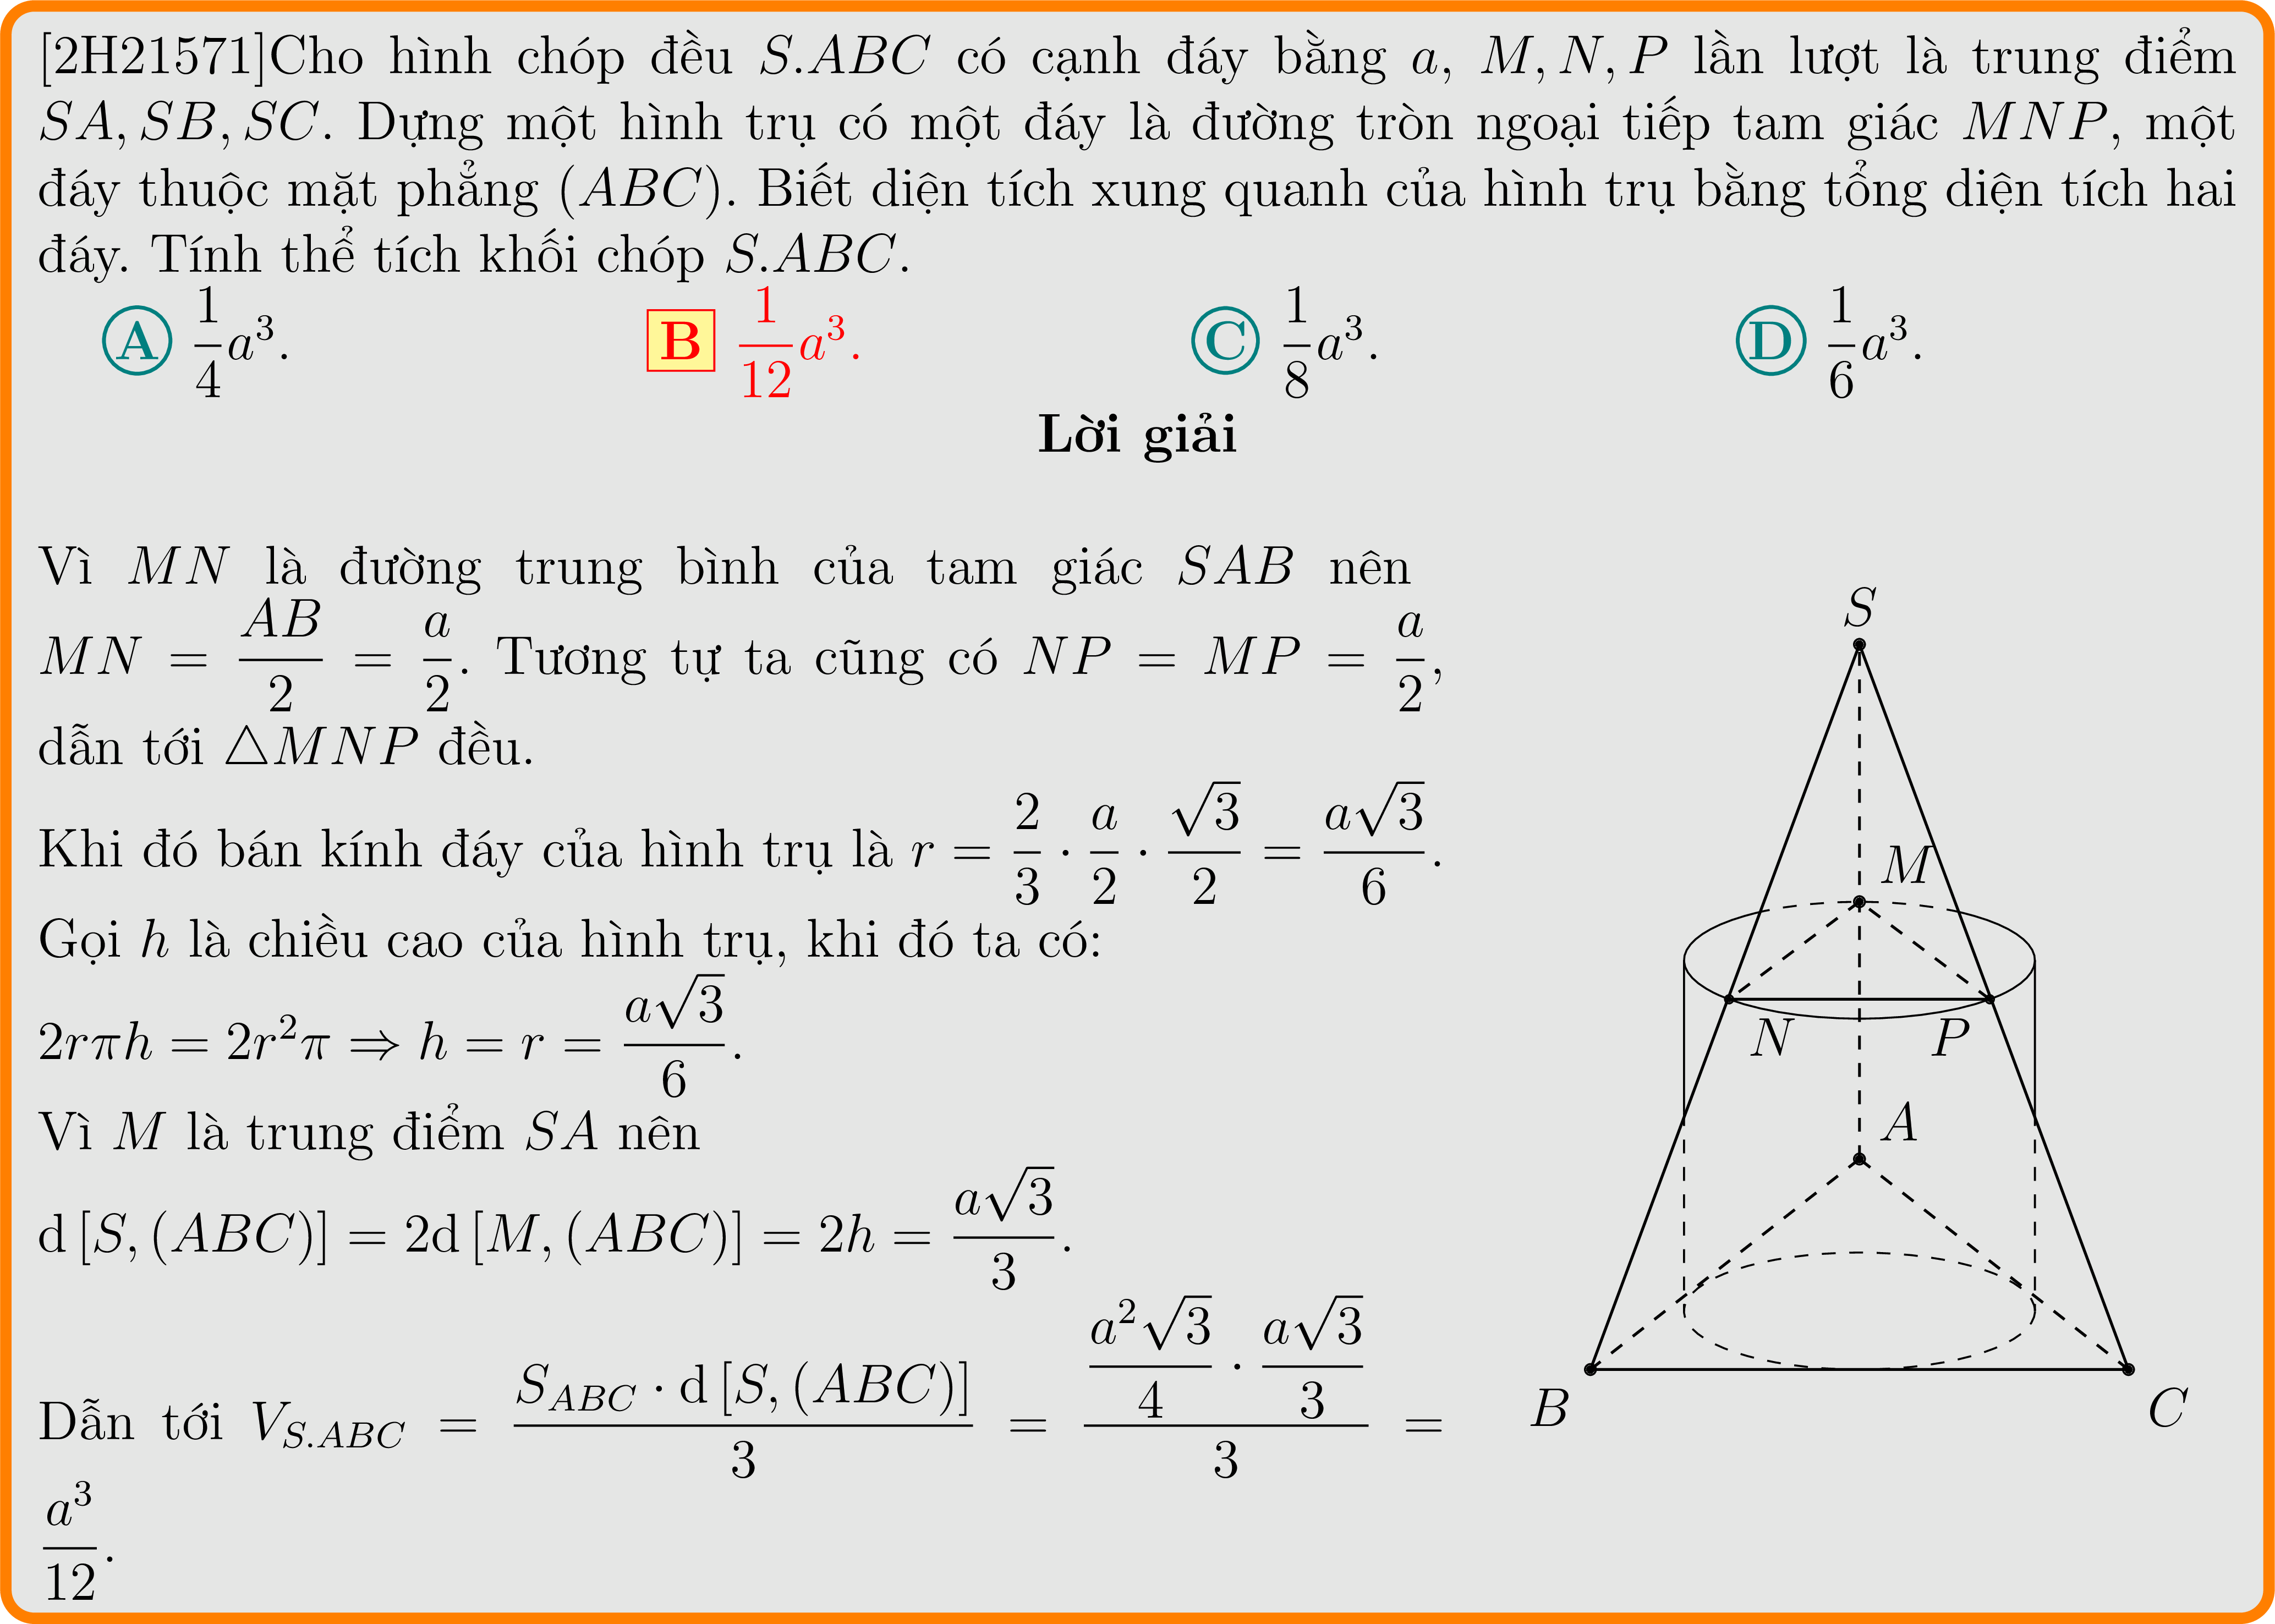 [2H21571]Cho hình chóp đều S.ABC có cạnh đáy bằng a, M, N, P lần lượt là trung điểm
SA, SB, SC. Dựng một hình trụ có một đáy là đường tròn ngoại tiếp tam giác MNP, một
đáy thuộc mặt phẳng (ABC). Biết diện tích xung quanh của hình trụ bằng tổng diện tích hai
đáy. Tính thể tích khối chóp S.ABC.
A $\frac{1}{4}a^3$. B $\frac{1}{12}a^3$. C $\frac{1}{8}a^3$. D $\frac{1}{6}a^3$.
Lời giải
Vì MN là đường trung bình của tam giác SAB nên
$MN = \frac{AB}{2} = \frac{a}{2}$. Tương tự ta cũng có $NP = MP = \frac{a}{2}$,
dẫn tới △MNP đều.
Khi đó bán kính đáy của hình trụ là $r = \frac{2}{3} \cdot \frac{a}{2} \cdot \frac{\sqrt{3}}{2} = \frac{a\sqrt{3}}{6}$.
Gọi h là chiều cao của hình trụ, khi đó ta có:
$2r\pi h = 2r^2\pi \Rightarrow h = r = \frac{a\sqrt{3}}{6}$.
Vì M là trung điểm SA nên
$d[S, (ABC)] = 2d[M, (ABC)] = 2h = \frac{a\sqrt{3}}{3}$.
Dẫn tới $V_{S.ABC} = \frac{S_{ABC} \cdot d[S, (ABC)]}{3} = \frac{\frac{a^2\sqrt{3}}{4} \cdot \frac{a\sqrt{3}}{3}}{3} =$
$\frac{a^3}{12}$.
S
M
N P
A
B C